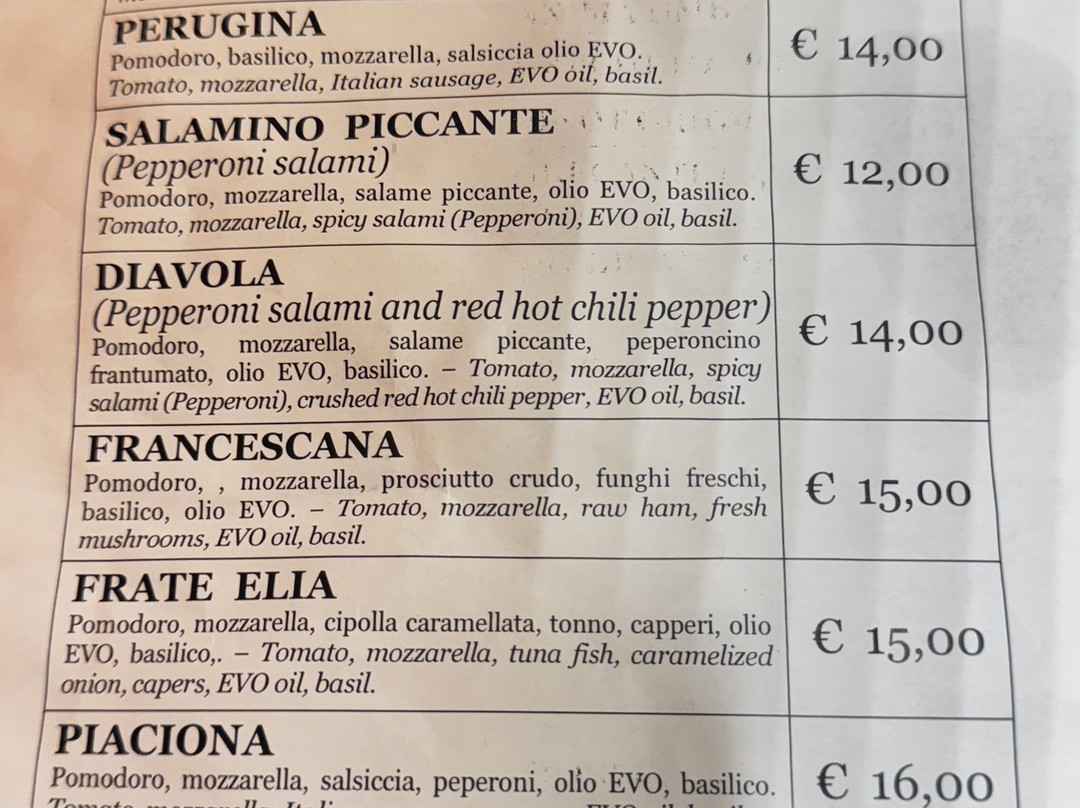 PERUGINA
Pomodoro, basilico, mozzarella, salsiccia olio EVO.
Tomato, mozzarella, Italian sausage, EVO oil, basil.
€ 14,00
SALAMINO PICCANTE
(Pepperoni salami)
Pomodoro, mozzarella, salame piccante, olio EVO, basilico.
Tomato, mozzarella, spicy salami (Pepperoni), EVO oil, basil.
€ 12,00
DIAVOLA
(Pepperoni salami and red hot chili pepper)
Pomodoro, mozzarella, salame piccante, peperoncino
frantumato, olio EVO, basilico. – Tomato, mozzarella, spicy
salami (Pepperoni), crushed red hot chili pepper, EVO oil, basil.
€ 14,00
FRANCESCANA
Pomodoro, , mozzarella, prosciutto crudo, funghi freschi,
basilico, olio EVO. – Tomato, mozzarella, raw ham, fresh
mushrooms, EVO oil, basil.
€ 15,00
FRATE ELIA
Pomodoro, mozzarella, cipolla caramellata, tonno, capperi, olio
EVO, basilico,. – Tomato, mozzarella, tuna fish, caramelized
onion, capers, EVO oil, basil.
€ 15,00
PIACIONA
Pomodoro, mozzarella, salsiccia, peperoni, olio EVO, basilico.
€ 16,00